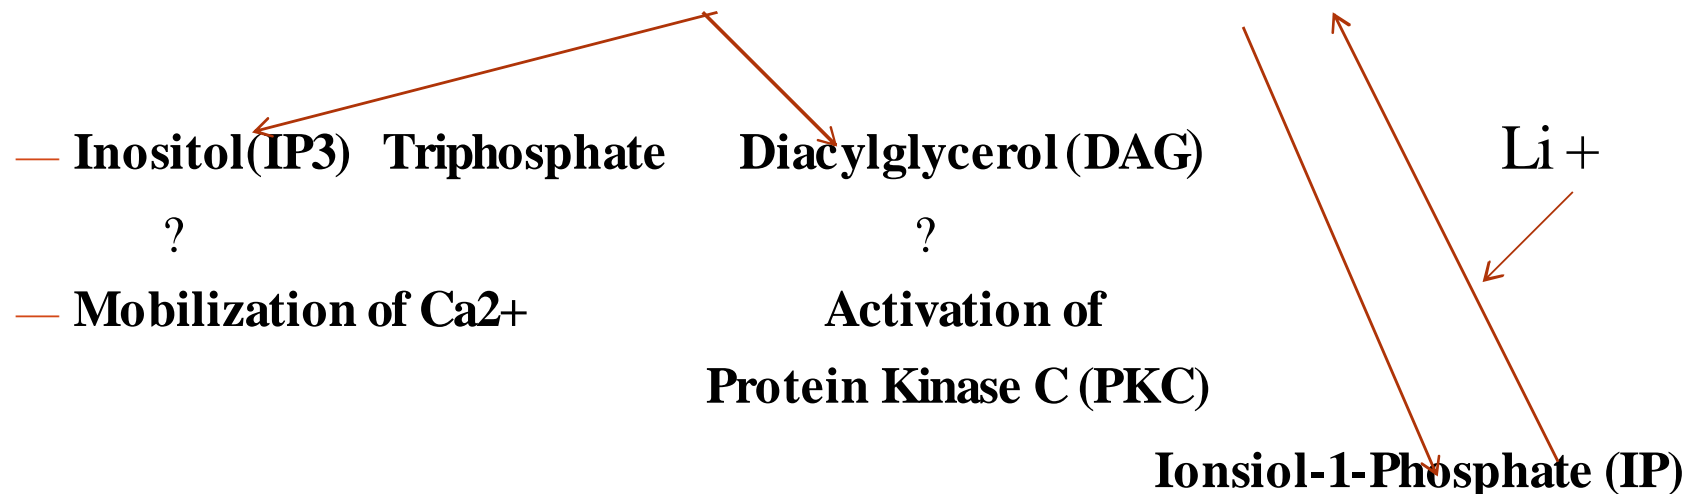 Inositol(IP3) Triphosphate Diacylglycerol (DAG) Li +
? ?
Mobilization of Ca2+ Activation of
Protein Kinase C (PKC)
Ionsiol-1-Phosphate (IP)